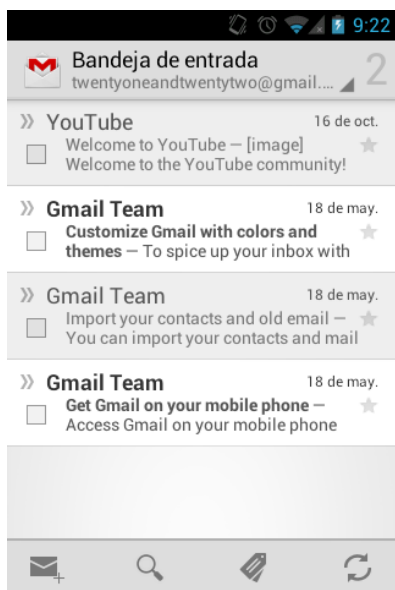 9:22
Bandeja de entrada
twentyoneandtwentytwo@gmail.... 2
» YouTube 16 de oct.
Welcome to YouTube — [image]
Welcome to the YouTube community!
» Gmail Team 18 de may.
Customize Gmail with colors and
themes — To spice up your inbox with
» Gmail Team 18 de may.
Import your contacts and old email —
You can import your contacts and mail
» Gmail Team 18 de may.
Get Gmail on your mobile phone —
Access Gmail on your mobile phone